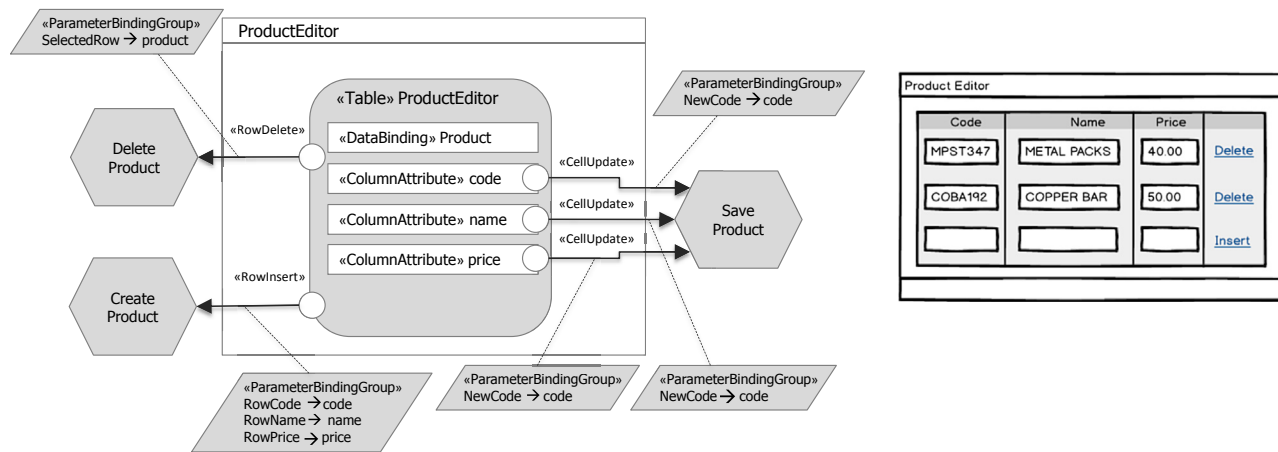 «ParameterBindingGroup»
SelectedRow → product
ProductEditor
«ParameterBindingGroup»
NewCode → code
«Table» ProductEditor
«RowDelete»
«DataBinding» Product
Delete
Product
«CellUpdate»
«ColumnAttribute» code
«CellUpdate»
«ColumnAttribute» name
Save
Product
«CellUpdate»
«ColumnAttribute» price
«RowInsert»
Create
Product
«ParameterBindingGroup»
RowCode → code
RowName → name
RowPrice → price
«ParameterBindingGroup»
NewCode → code
«ParameterBindingGroup»
NewCode → code
Product Editor
Code Name Price
MPST347 METAL PACKS 40.00 Delete
COBA192 COPPER BAR 50.00 Delete
Insert